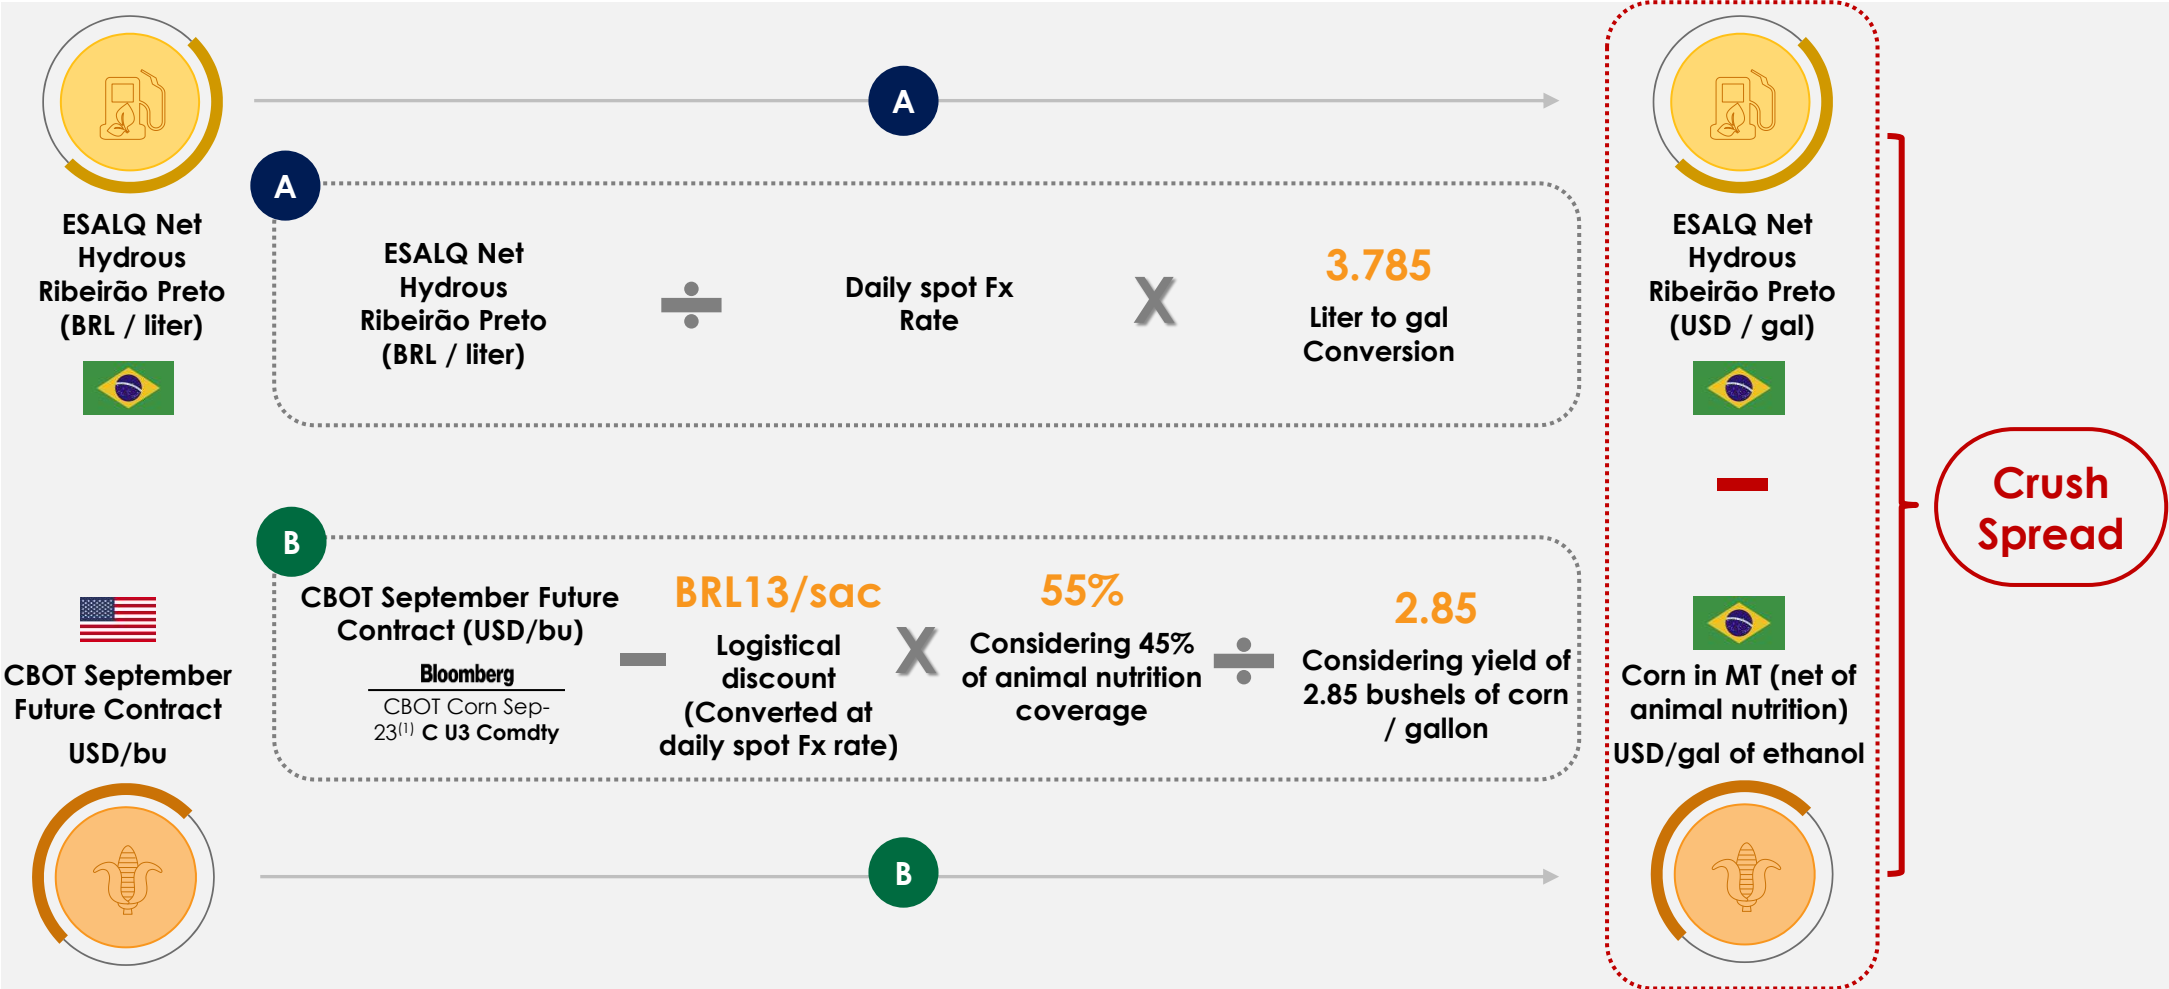 A
ESALQ Net
Hydrous
Ribeirão Preto
(BRL / liter)
A
ESALQ Net
Hydrous
Ribeirão Preto
(BRL / liter)
÷
Daily spot Fx
Rate
X
3.785
Liter to gal
Conversion
ESALQ Net
Hydrous
Ribeirão Preto
(USD / gal)
Crush
Spread
CBOT September
Future Contract
USD/bu
B
CBOT September Future
Contract (USD/bu)
Bloomberg
CBOT Corn Sep-
23(1) C U3 Comdty
BRL13/sac
Logistical
discount
(Converted at
daily spot Fx rate)
X
55%
Considering 45%
of animal nutrition
coverage
÷
2.85
Considering yield of
2.85 bushels of corn
/ gallon
Corn in MT (net of
animal nutrition)
USD/gal of ethanol
B